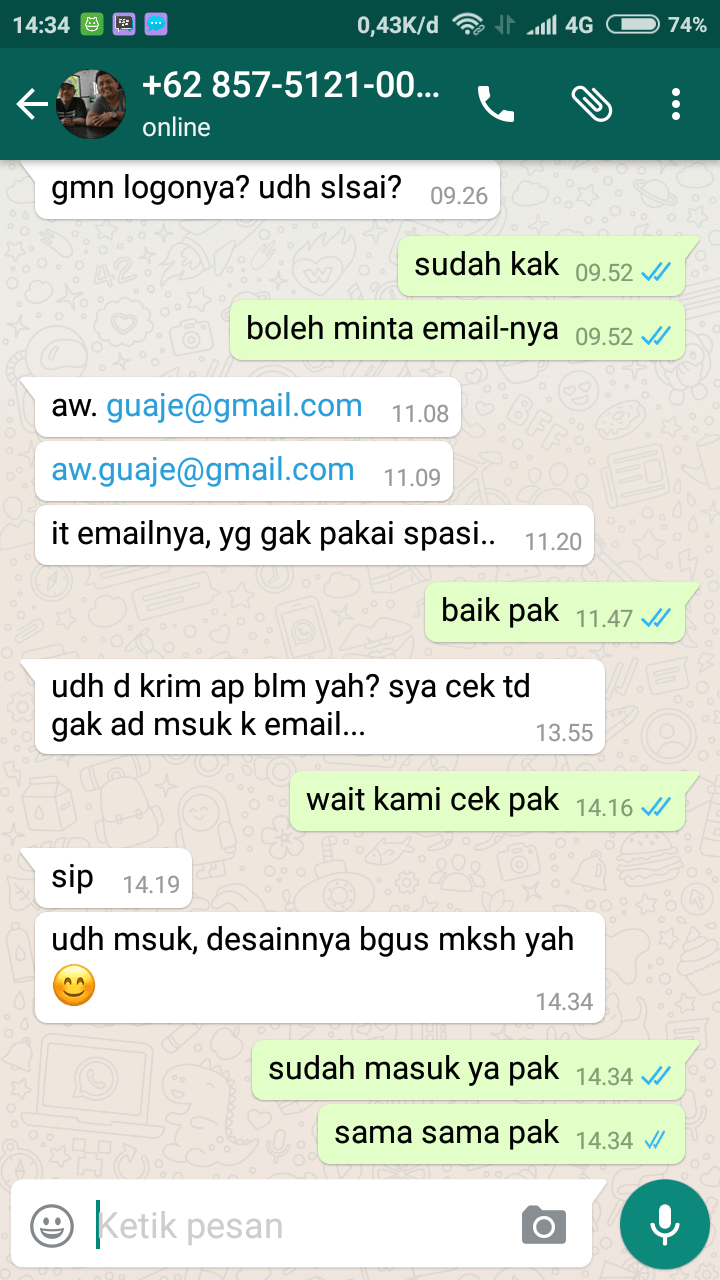 14:34 0,43K/d 4G 74%
+62 857-5121-00...
online
gmn logonya? udh slsai? 09.26
sudah kak 09.52
boleh minta email-nya 09.52
aw. guaje@gmail.com 11.08
aw.guaje@gmail.com 11.09
it emailnya, yg gak pakai spasi.. 11.20
baik pak 11.47
udh d krim ap blm yah? sya cek td
gak ad msuk k email... 13.55
wait kami cek pak 14.16
sip 14.19
udh msuk, desainnya bgus mksh yah
😊 14.34
sudah masuk ya pak 14.34
sama sama pak 14.34
Ketik pesan